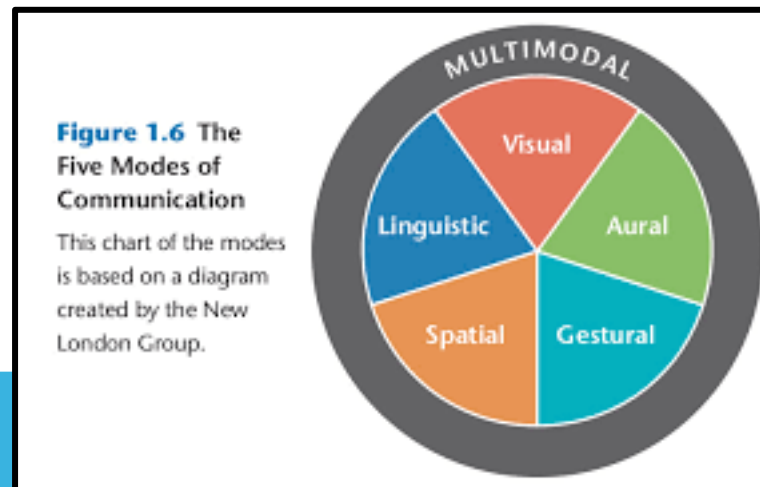 Figure 1.6 The
Five Modes of
Communication
This chart of the modes
is based on a diagram
created by the New
London Group.
MULTIMODAL
Visual
Linguistic
Aural
Spatial
Gestural